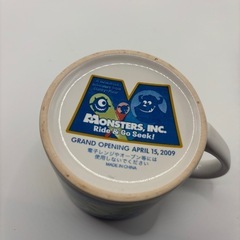 MONSTERS, INC.
Ride & Go Seek!
GRAND OPENING APRIL 15, 2009
電子レンジやオーブン等には
使用しないでください
MADE IN CHINA